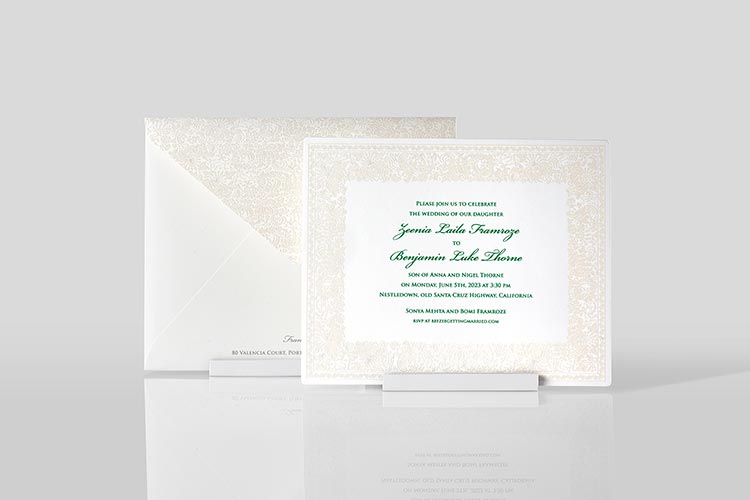 Please join us to celebrate
the wedding of our daughter
Zeenia Laila Framroze
to
Benjamin Luke Thorne
son of Anna and Nigel Thorne
on Monday, June 5th, 2023 at 3:30 pm
Nestledown, old Santa Cruz Highway, California
Sonya Mehta and Bomi Framroze
rsvp at
80 Valencia Court,